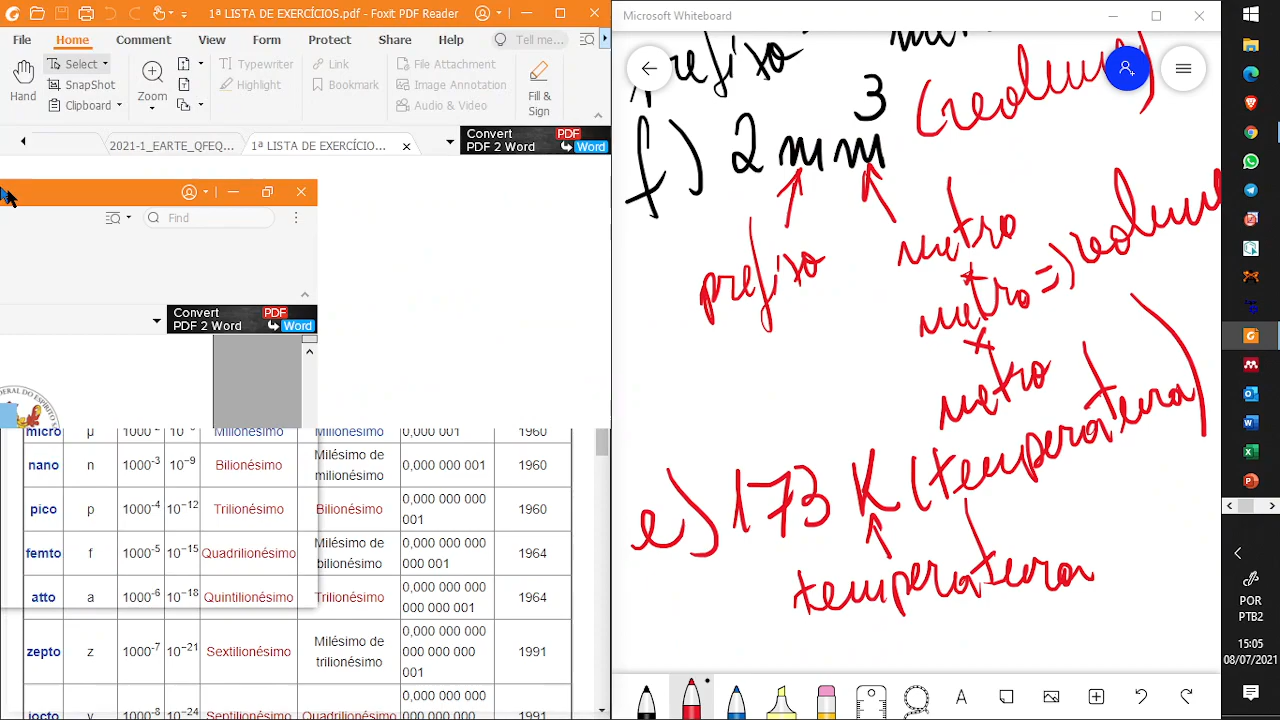 1ª LISTA DE EXERCÍCIOS.pdf - Foxit PDF Reader
File Home Comment View Form Protect Share Help Tell me...
Hand
Select
SnapShot
Clipboard
Zoom
Typewriter
Highlight
Link
Bookmark
File Attachment
Image Annotation
Audio & Video
Fill &
Sign
2021-1_EARTE_QFEQ...
1ª LISTA DE EXERCÍCIO...
Convert PDF
PDF 2 Word Word
Find
Convert PDF
PDF 2 Word Word
micro μ 1000⁻² Milionésimo Milionésimo 0,000 001 1960
nano n 1000⁻³ 10⁻⁹ Bilionésimo Milésimo de milionésimo 0,000 000 001 1960
pico p 1000⁻⁴ 10⁻¹² Trilionésimo Bilionésimo 0,000 000 000 001 1960
femto f 1000⁻⁵ 10⁻¹⁵ Quadrilionésimo Milésimo de bilionésimo 0,000 000 000 000 001 1964
atto a 1000⁻⁶ 10⁻¹⁸ Quintilionésimo Trilionésimo 0,000 000 000 000 000 001 1964
zepto z 1000⁻⁷ 10⁻²¹ Sextilionésimo Milésimo de trilionésimo 0,000 000 000 000 000 000 001 1991
Microsoft Whiteboard
prefixo
f) 2 mm³ (volume)
prefixo
metro
x
metro => volume
x
metro
e) 173 K (temperatura)
temperatura
POR
PTB2
15:05
08/07/2021